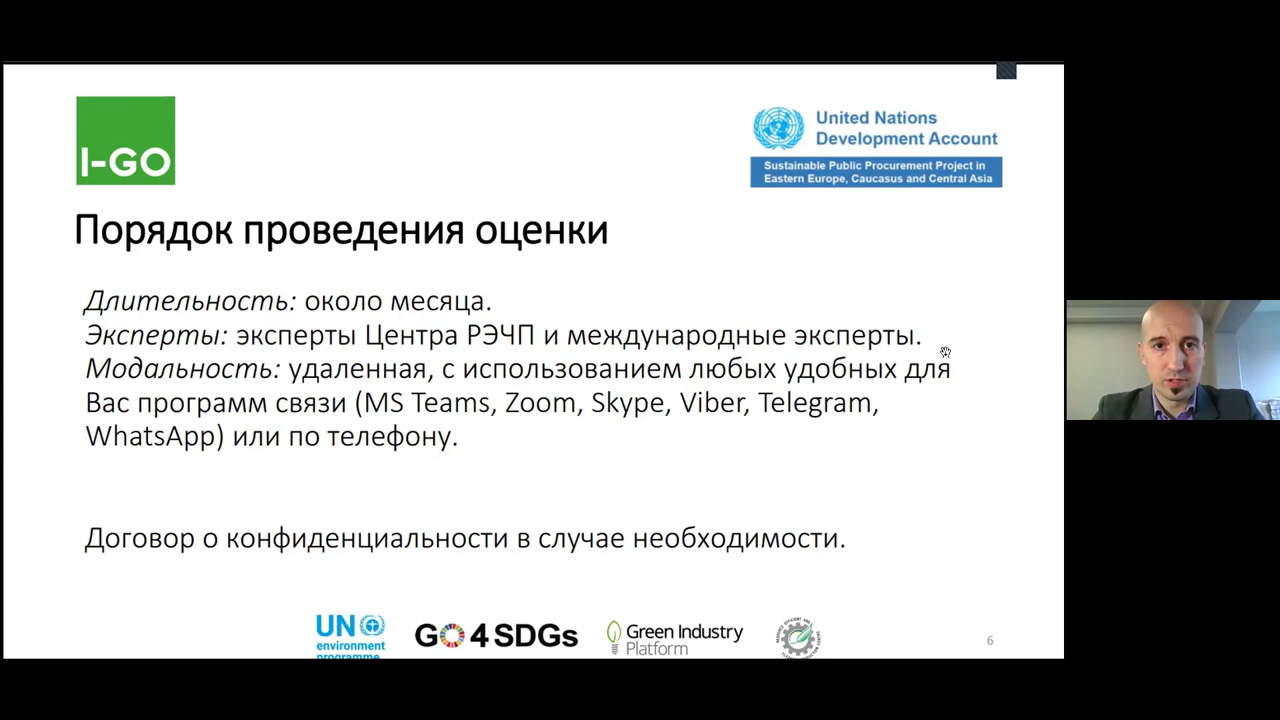 I-GO
United Nations
Development Account
Sustainable Public Procurement Project in
Eastern Europe, Caucasus and Central Asia
Порядок проведения оценки
Длительность: около месяца.
Эксперты: эксперты Центра РЭЧП и международные эксперты.
Модальность: удаленная, с использованием любых удобных для
Вас программ связи (MS Teams, Zoom, Skype, Viber, Telegram,
WhatsApp) или по телефону.
Договор о конфиденциальности в случае необходимости.
UN
environment
programme
GO4SDGs
Green Industry
Platform
6